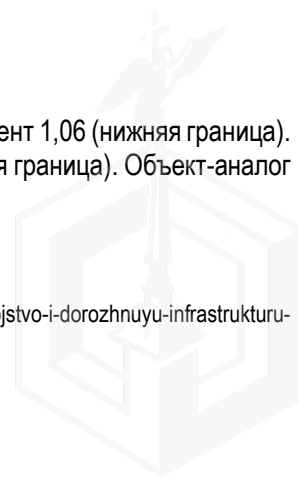 ент 1,06 (нижняя граница).
я граница). Объект-аналог
jstvo-i-dorozhnuyu-infrastrukturu-